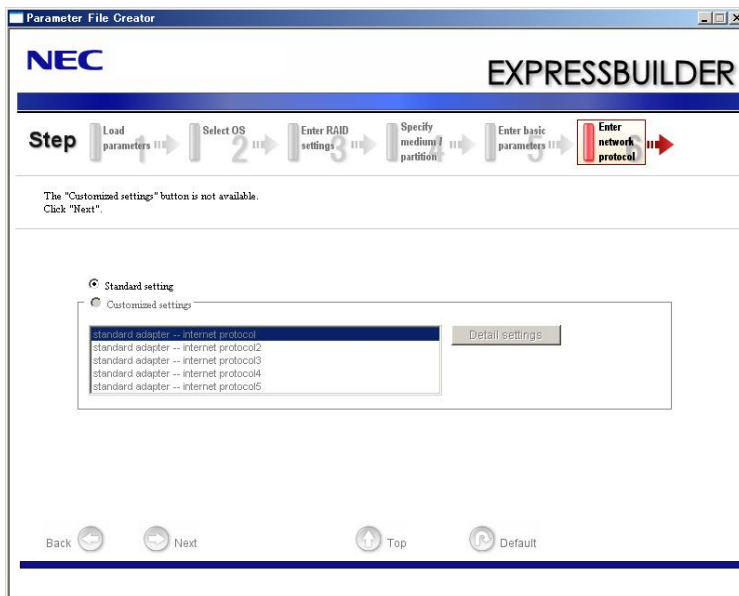 Parameter File Creator
NEC
EXPRESSBUILDER
Step
Load
parameters
1
Select OS
2
Enter RAID
settings
3
Specify
medium /
partition
4
Enter basic
parameters
5
Enter
network
protocol
6
The "Customized settings" button is not available.
Click "Next".
Standard setting
Customized settings
standard adapter -- internet protocol
standard adapter -- internet protocol2
standard adapter -- internet protocol3
standard adapter -- internet protocol4
standard adapter -- internet protocol5
Detail settings
Back
Next
Top
Default